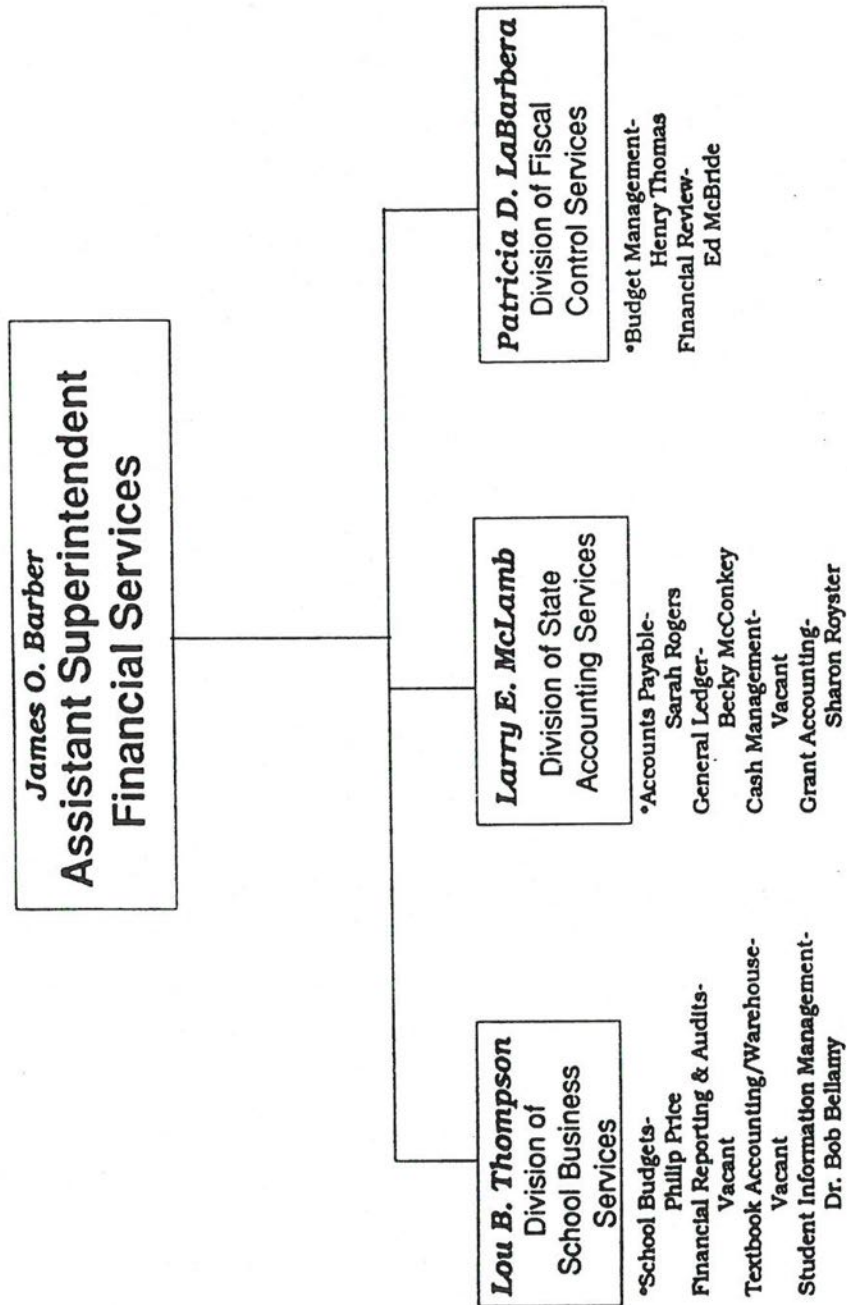 James O. Barber
Assistant Superintendent
Financial Services
Lou B. Thompson
Division of
School Business
Services
*School Budgets-
Philip Price
Financial Reporting & Audits-
Vacant
Textbook Accounting/Warehouse-
Vacant
Student Information Management-
Dr. Bob Bellamy
Larry E. McLamb
Division of State
Accounting Services
*Accounts Payable-
Sarah Rogers
General Ledger-
Becky McConkey
Cash Management-
Vacant
Grant Accounting-
Sharon Royster
Patricia D. LaBarbera
Division of Fiscal
Control Services
*Budget Management-
Henry Thomas
Financial Review-
Ed McBride